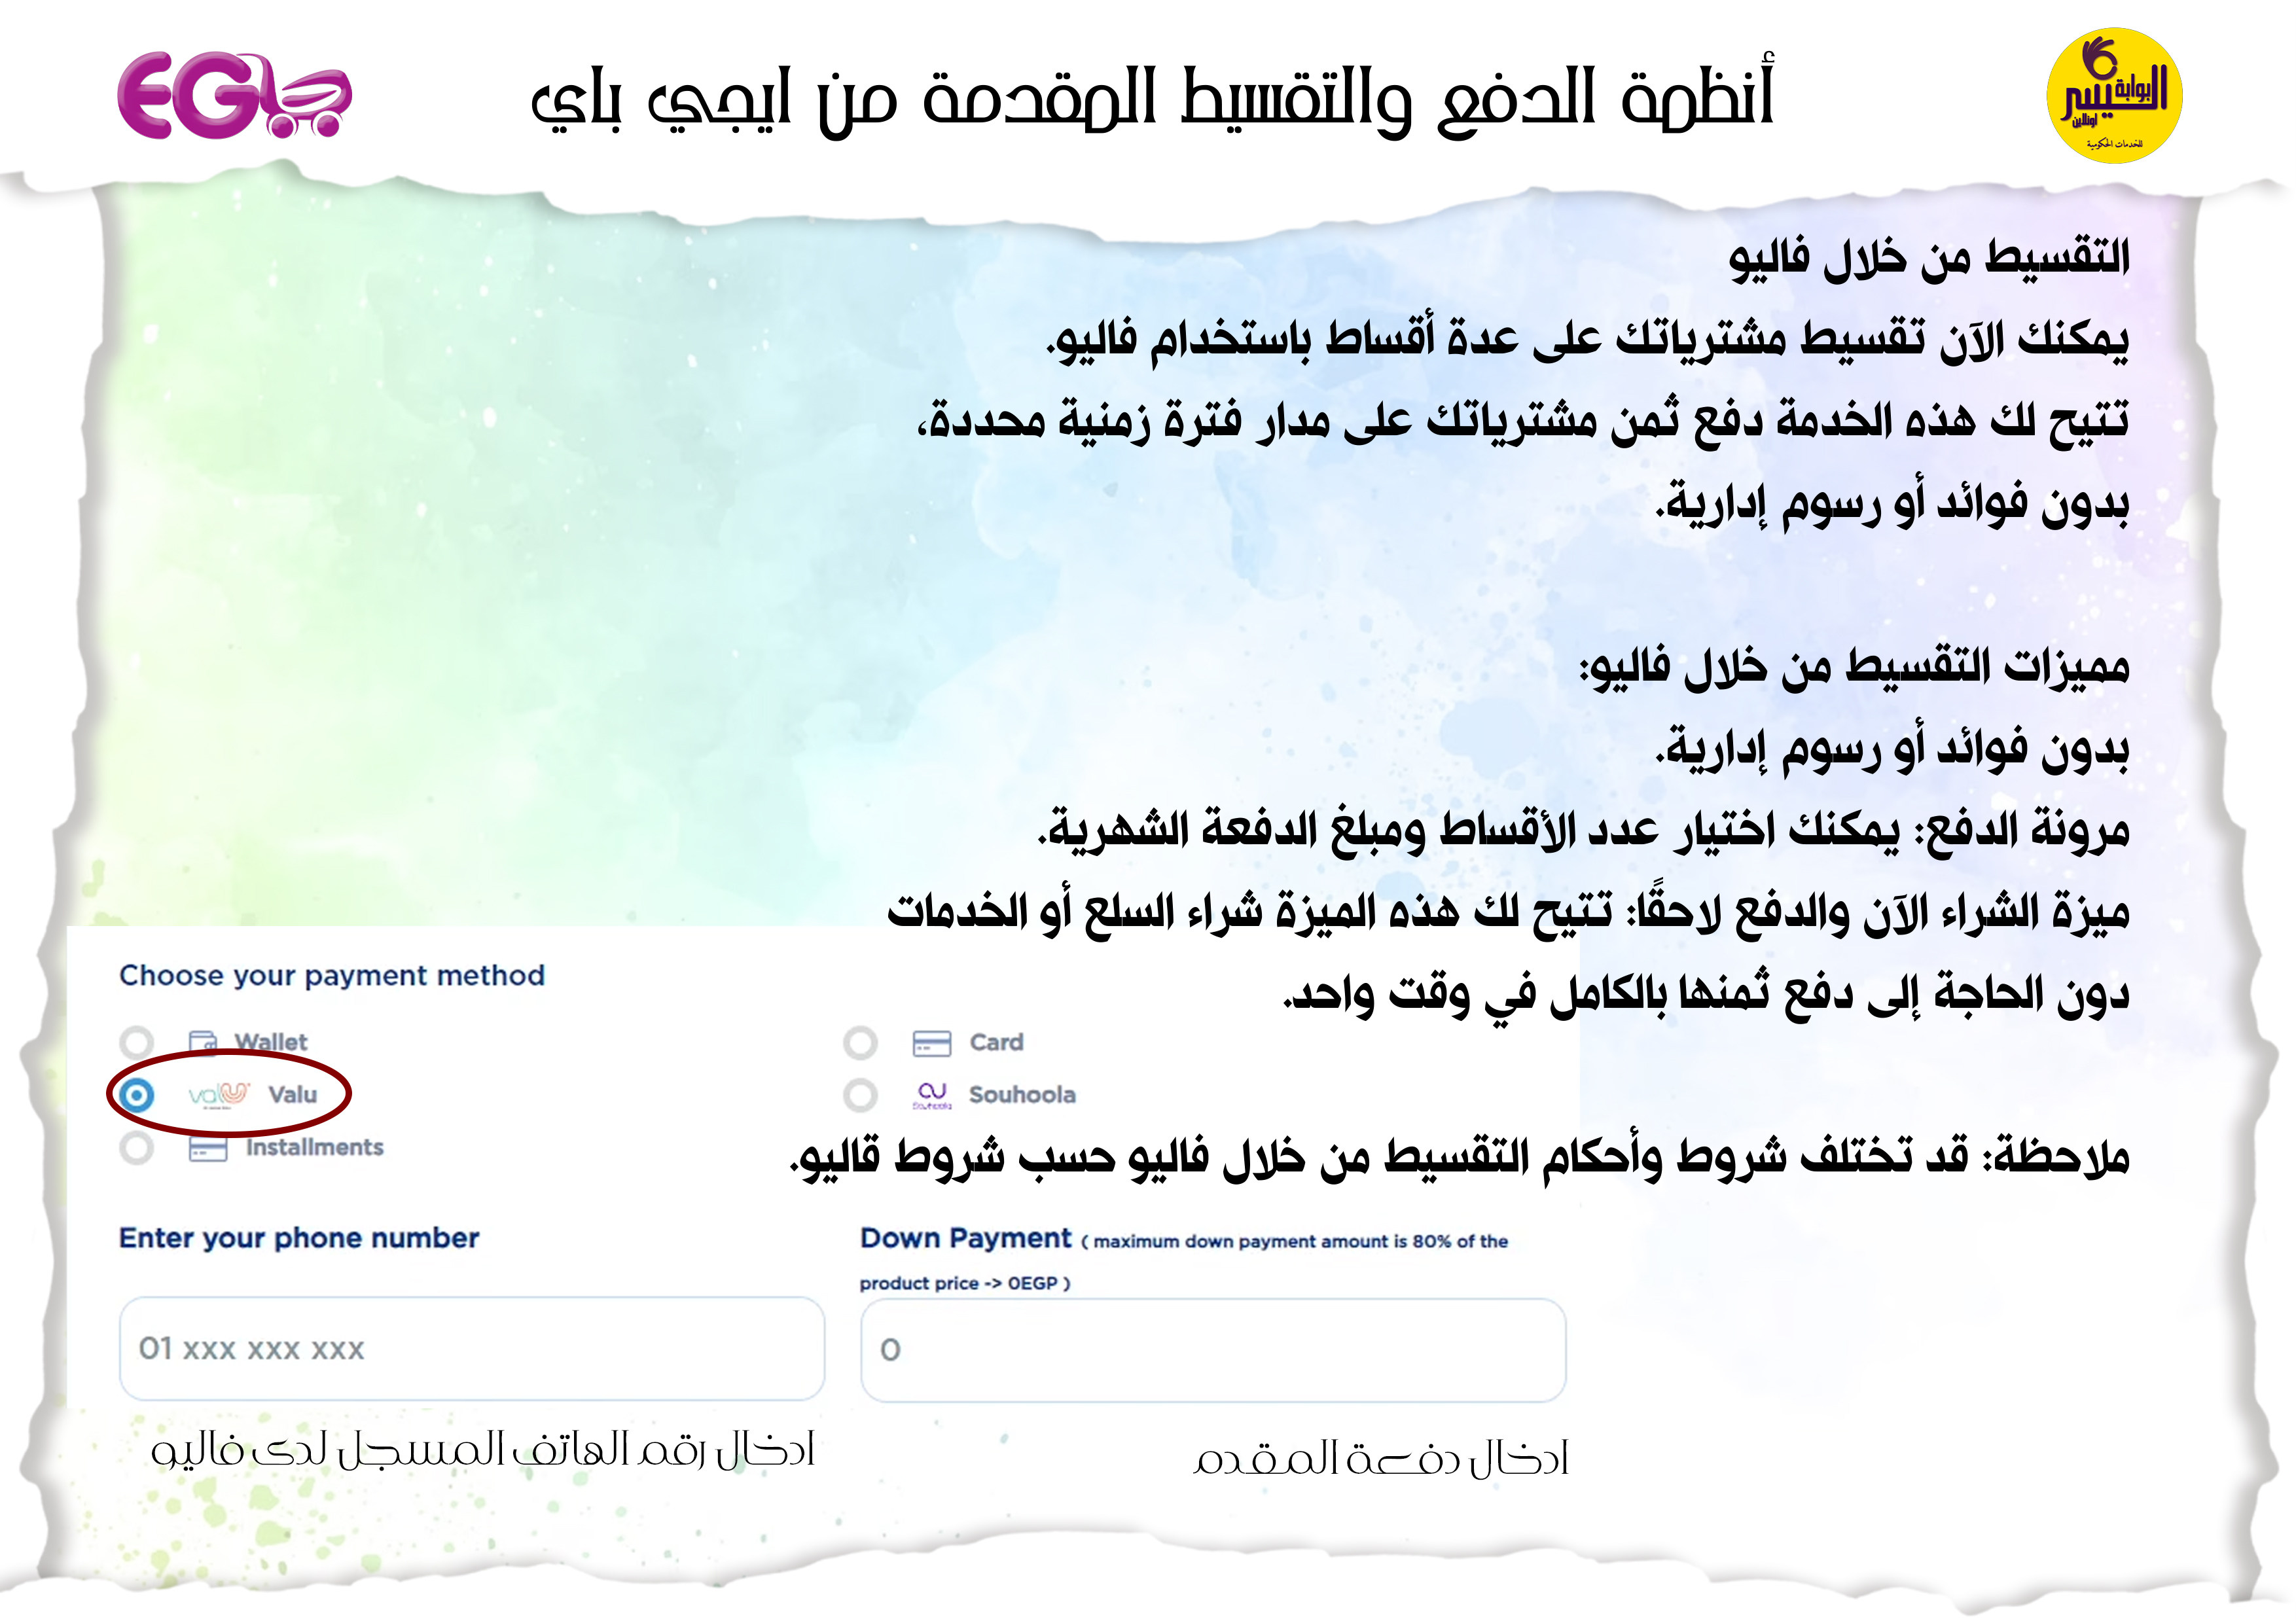 EG
أنظمة الدفع والتقسيط المقدمة من ايجي باي
البوابة
اونلاين
للخدمات الحكومية
التقسيط من خلال فاليو
يمكنك الآن تقسيط مشترياتك على عدة أقساط باستخدام فاليو.
تتيح لك هذه الخدمة دفع ثمن مشترياتك على مدار فترة زمنية محددة،
بدون فوائد أو رسوم إدارية.
مميزات التقسيط من خلال فاليو:
بدون فوائد أو رسوم إدارية.
مرونة الدفع: يمكنك اختيار عدد الأقساط ومبلغ الدفعة الشهرية.
ميزة الشراء الآن والدفع لاحقًا: تتيح لك هذه الميزة شراء السلع أو الخدمات
دون الحاجة إلى دفع ثمنها بالكامل في وقت واحد.
ملاحظة: قد تختلف شروط وأحكام التقسيط من خلال فاليو حسب شروط قاليو.
Choose your payment method
Wallet
Card
valU Valu
Souhoola Souhoola
Installments
Enter your phone number
Down Payment ( maximum down payment amount is 80% of the
product price -> 0EGP )
01 xxx xxx xxx
0
ادخال رقم الهاتف المسجل لدى فاليو
ادخال دفعة المقدم